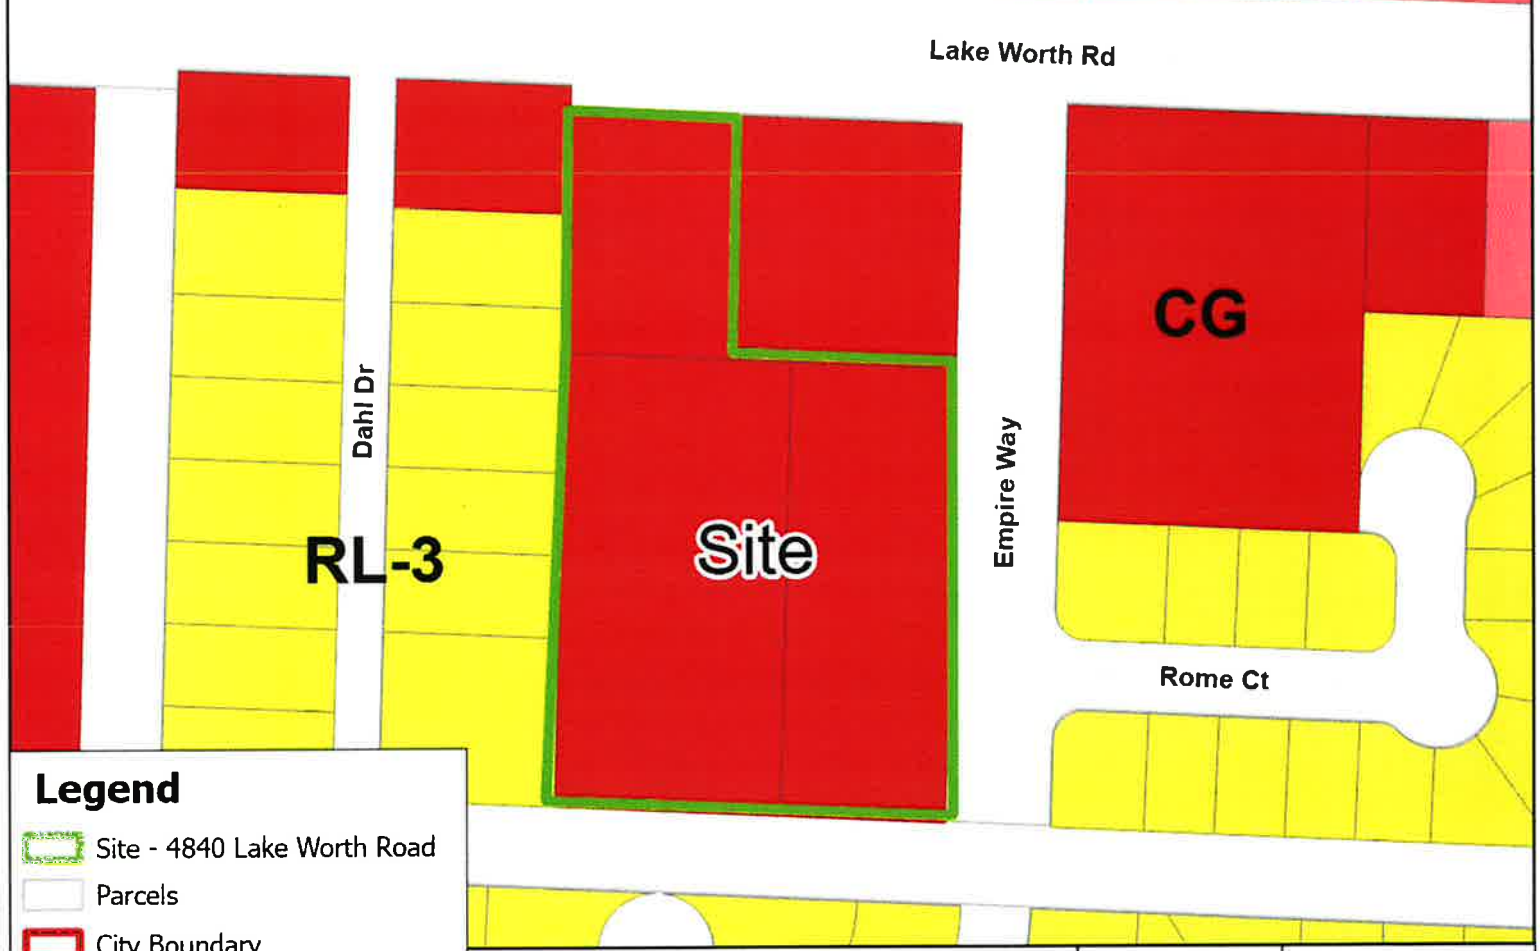 Lake Worth Rd
CG
Dahl Dr
Empire Way
RL-3
Site
Rome Ct
Legend
Site - 4840 Lake Worth Road
Parcels
City Boundary